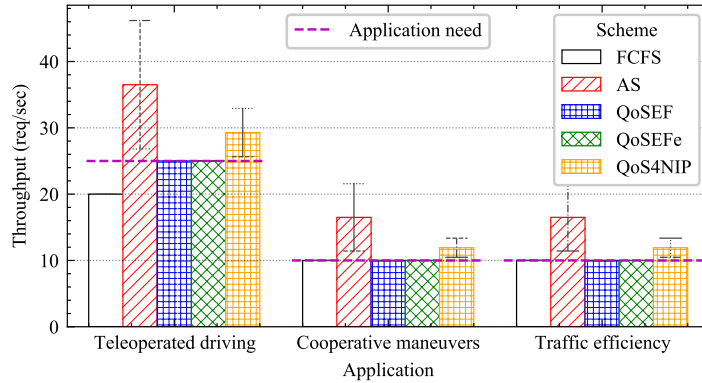 Throughput (req/sec)
40
30
20
10
0
Application need
Scheme
FCFS
AS
QoSEF
QoSEFe
QoS4NIP
Teleoperated driving
Cooperative maneuvers
Traffic efficiency
Application